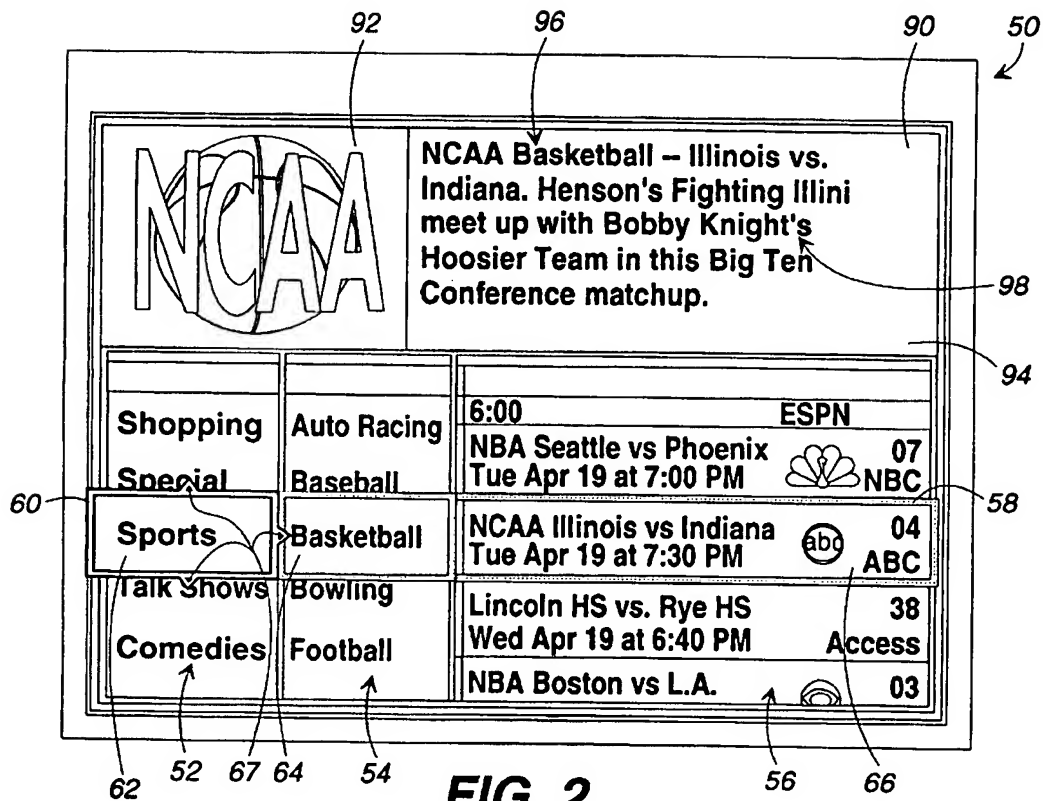 92
96
90
50
NCAA
NCAA Basketball – Illinois vs.
Indiana. Henson's Fighting Illini
meet up with Bobby Knight's
Hoosier Team in this Big Ten
Conference matchup.
98
94
Shopping
Special
Sports
Talk Shows
Comedies
Auto Racing
Baseball
Basketball
Bowling
Football
6:00 ESPN
NBA Seattle vs Phoenix 07
Tue Apr 19 at 7:00 PM NBC
NCAA Illinois vs Indiana abc 04
Tue Apr 19 at 7:30 PM ABC
Lincoln HS vs. Rye HS 38
Wed Apr 19 at 6:40 PM Access
NBA Boston vs L.A. 03
60
58
62
52
67
64
54
56
66
FIG. 2